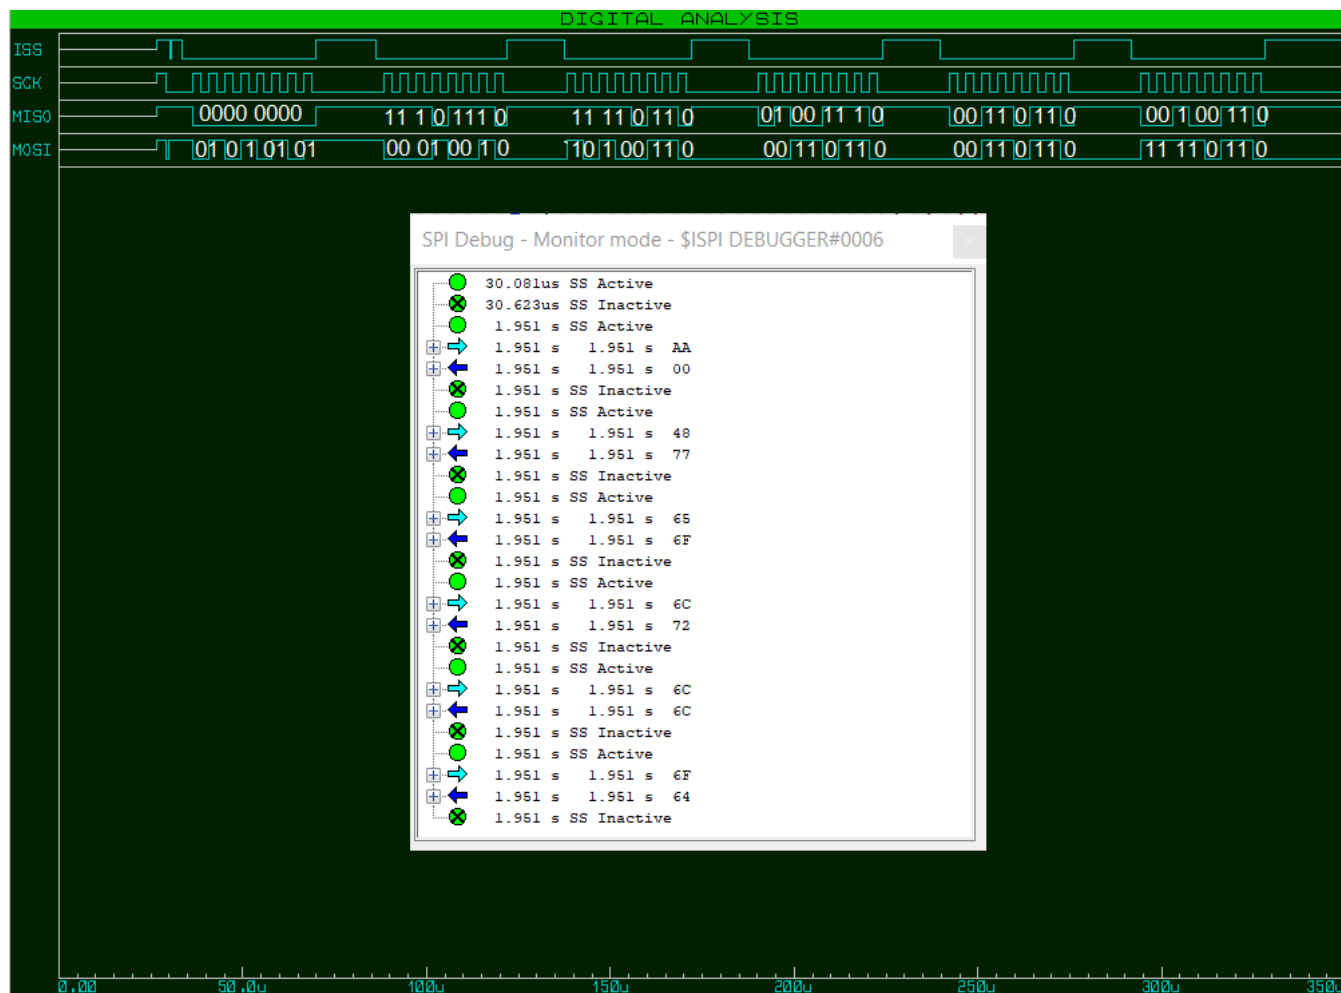 DIGITAL ANALYSIS
ISS
SCK
MISO 0000 0000 11 1 0 111 0 11 11 0 11 0 01 00 11 1 0 00 11 0 11 0 00 1 00 11 0
MOSI 01 0 1 01 01 00 01 00 1 0 10 1 00 11 0 00 11 0 11 0 00 11 0 11 0 11 11 0 11 0
SPI Debug - Monitor mode - $ISPI DEBUGGER#0006
30.081us SS Active
30.623us SS Inactive
1.951 s SS Active
1.951 s 1.951 s AA
1.951 s 1.951 s 00
1.951 s SS Inactive
1.951 s SS Active
1.951 s 1.951 s 48
1.951 s 1.951 s 77
1.951 s SS Inactive
1.951 s SS Active
1.951 s 1.951 s 65
1.951 s 1.951 s 6F
1.951 s SS Inactive
1.951 s SS Active
1.951 s 1.951 s 6C
1.951 s 1.951 s 72
1.951 s SS Inactive
1.951 s SS Active
1.951 s 1.951 s 6C
1.951 s 1.951 s 6C
1.951 s SS Inactive
1.951 s SS Active
1.951 s 1.951 s 6F
1.951 s 1.951 s 64
1.951 s SS Inactive
0.00 50.0u 100u 150u 200u 250u 300u 350u